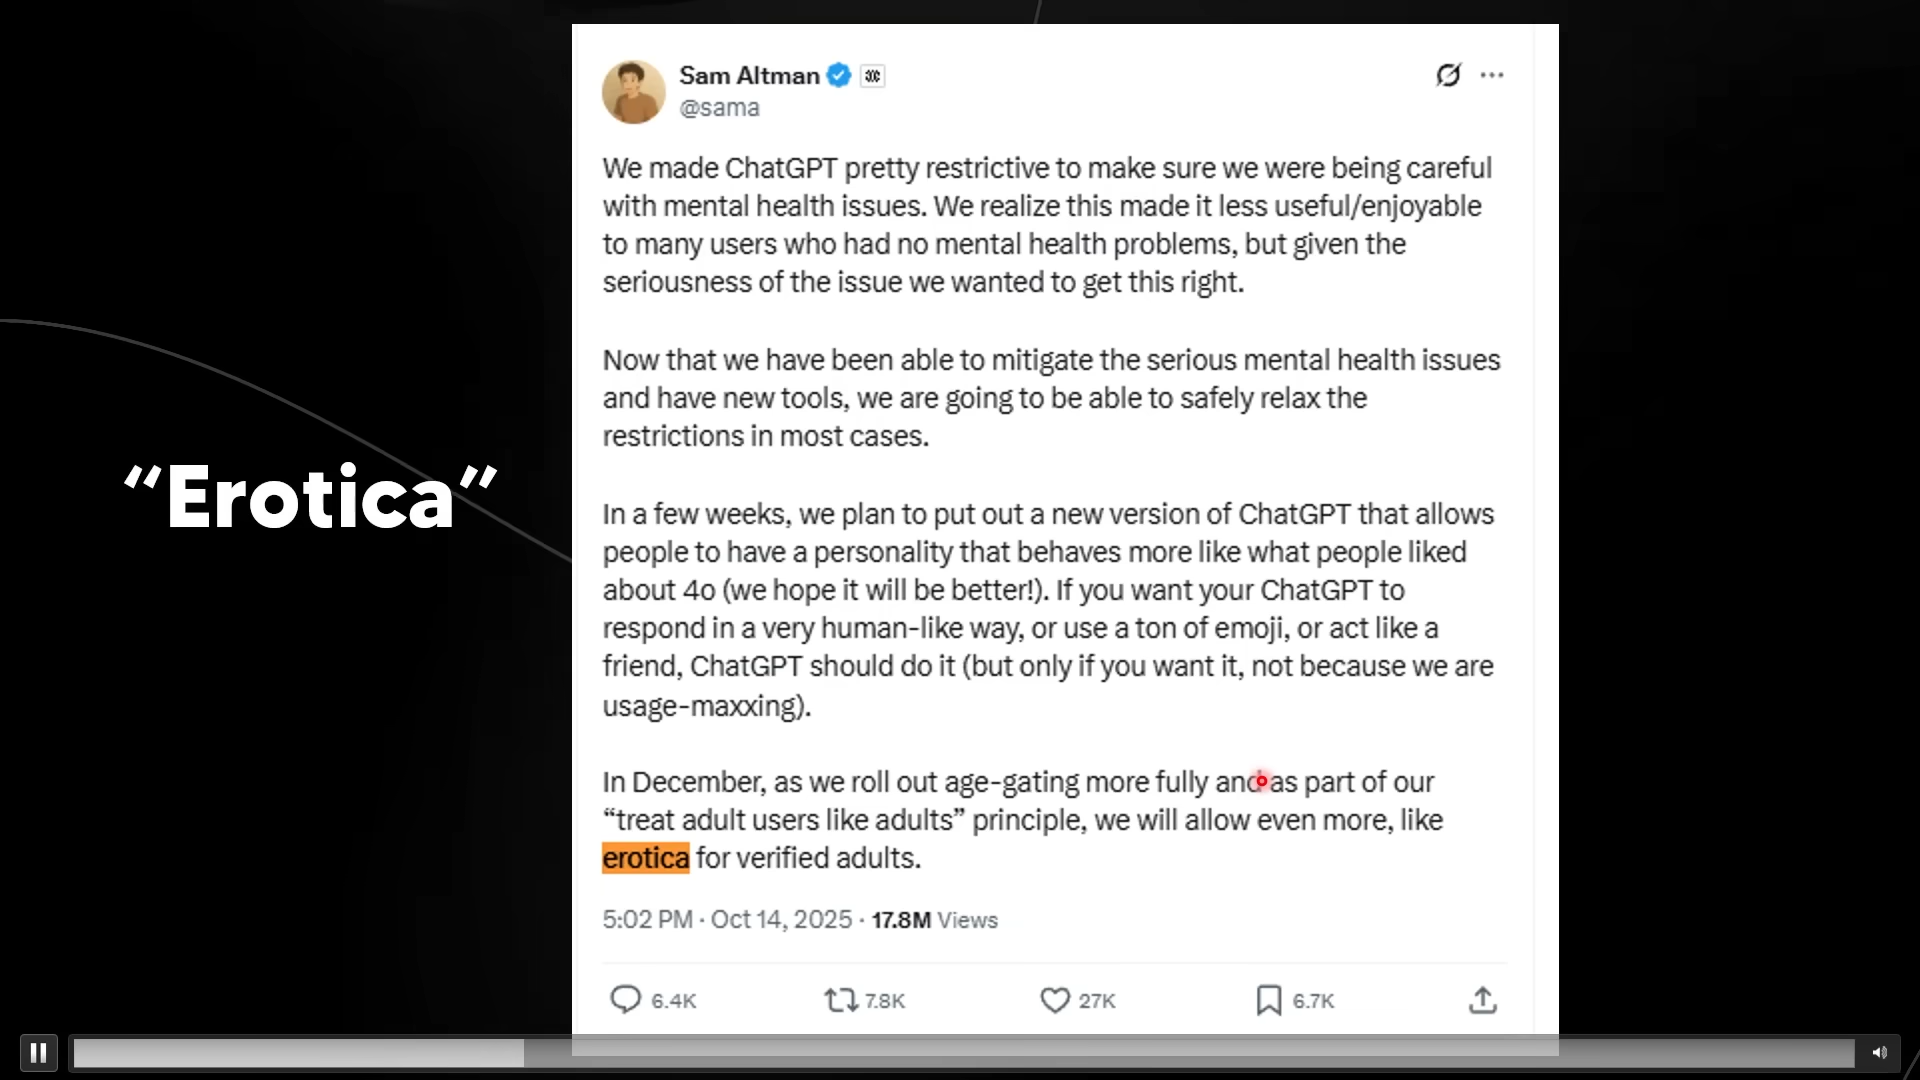 “Erotica”
Sam Altman
@sama
We made ChatGPT pretty restrictive to make sure we were being careful
with mental health issues. We realize this made it less useful/enjoyable
to many users who had no mental health problems, but given the
seriousness of the issue we wanted to get this right.
Now that we have been able to mitigate the serious mental health issues
and have new tools, we are going to be able to safely relax the
restrictions in most cases.
In a few weeks, we plan to put out a new version of ChatGPT that allows
people to have a personality that behaves more like what people liked
about 4o (we hope it will be better!). If you want your ChatGPT to
respond in a very human-like way, or use a ton of emoji, or act like a
friend, ChatGPT should do it (but only if you want it, not because we are
usage-maxxing).
In December, as we roll out age-gating more fully and as part of our
“treat adult users like adults” principle, we will allow even more, like
erotica for verified adults.
5:02 PM · Oct 14, 2025 · 17.8M Views
6.4K 7.8K 27K 6.7K